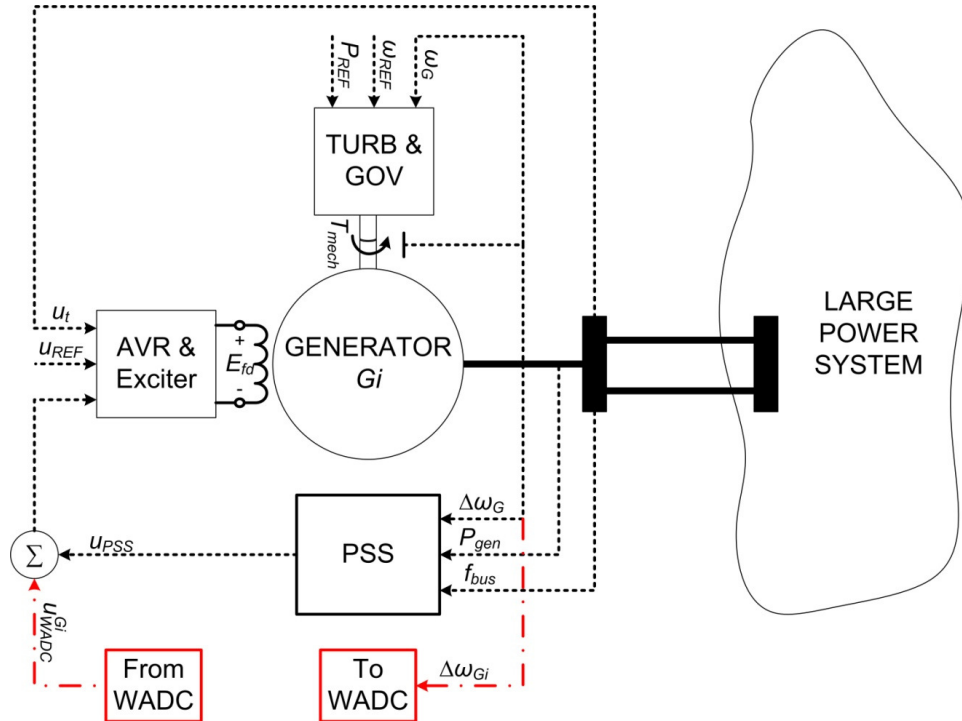 P_REF
ω_REF
ω_G
TURB &
GOV
T_mech
u_t
u_REF
AVR &
Exciter
+
E_fd
-
GENERATOR
Gi
LARGE
POWER
SYSTEM
Δω_G
P_gen
f_bus
PSS
u_PSS
Σ
u_WADC^Gi
From
WADC
To
WADC
Δω_Gi